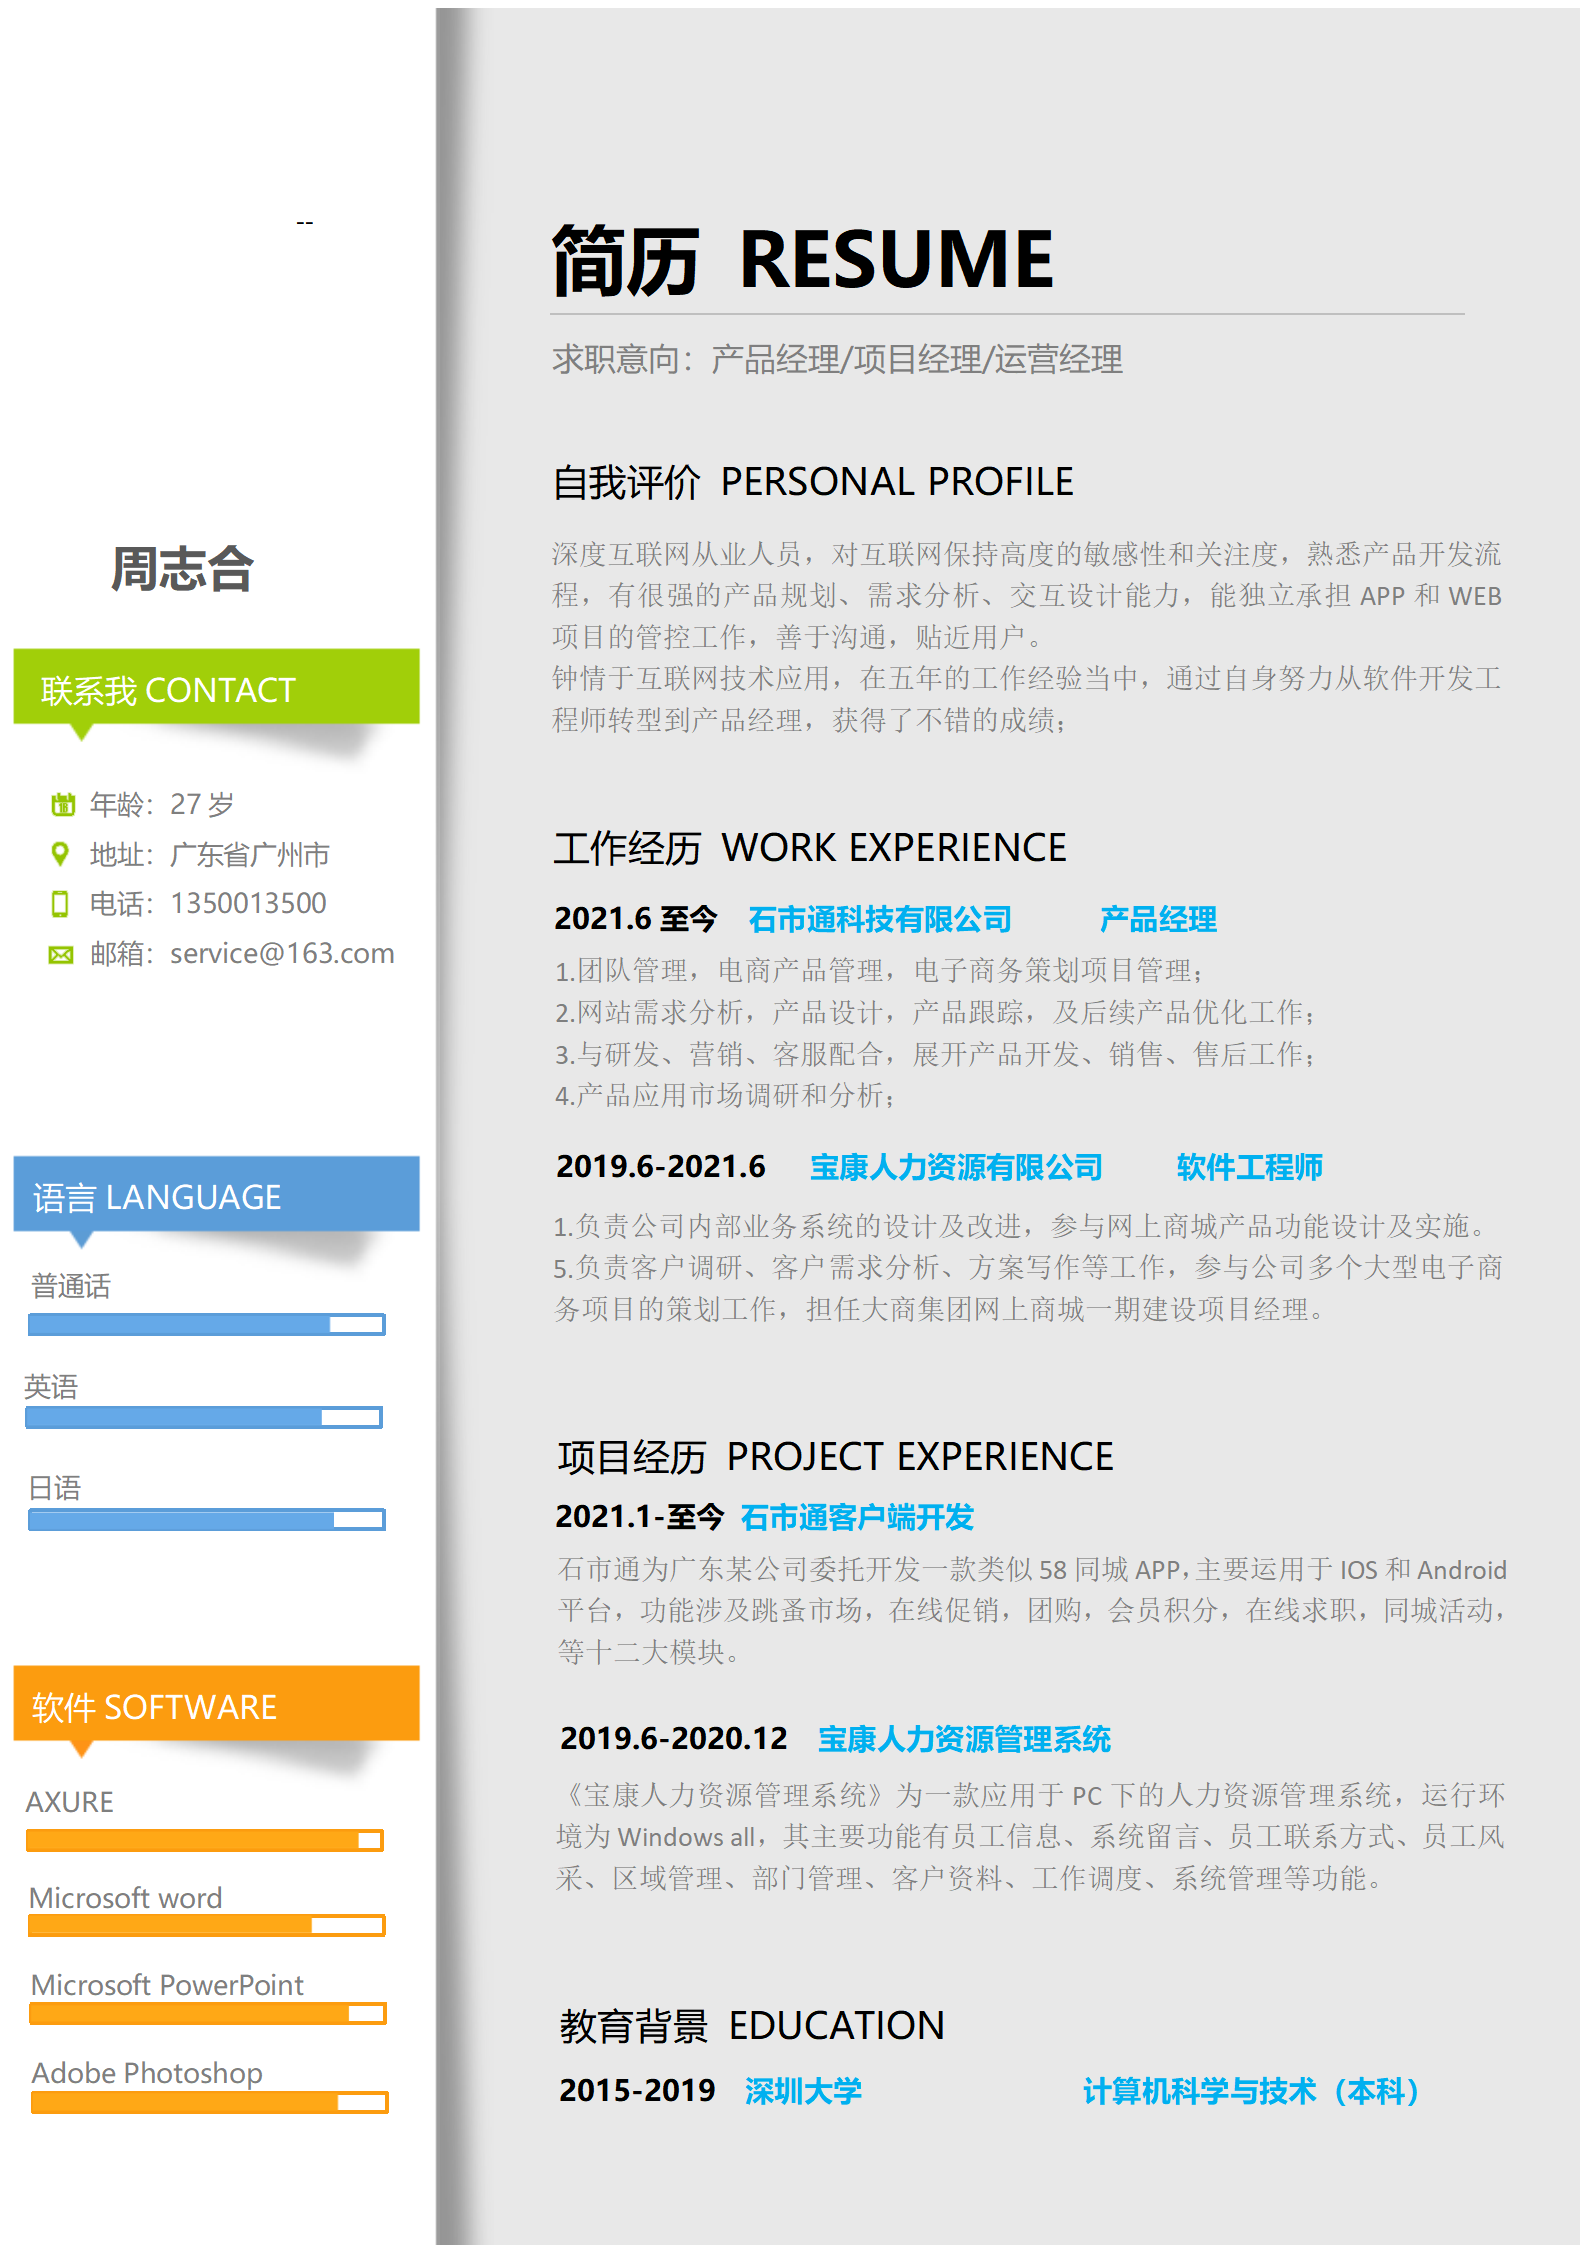 --
周志合
联系我 CONTACT
年龄：27 岁
地址：广东省广州市
电话：1350013500
邮箱：service@163.com
语言 LANGUAGE
普通话
英语
日语
软件 SOFTWARE
AXURE
Microsoft word
Microsoft PowerPoint
Adobe Photoshop
简历 RESUME
求职意向：产品经理/项目经理/运营经理
自我评价 PERSONAL PROFILE
深度互联网从业人员，对互联网保持高度的敏感性和关注度，熟悉产品开发流
程，有很强的产品规划、需求分析、交互设计能力，能独立承担 APP 和 WEB
项目的管控工作，善于沟通，贴近用户。
钟情于互联网技术应用，在五年的工作经验当中，通过自身努力从软件开发工
程师转型到产品经理，获得了不错的成绩；
工作经历 WORK EXPERIENCE
2021.6 至今 石市通科技有限公司 产品经理
1.团队管理，电商产品管理，电子商务策划项目管理；
2.网站需求分析，产品设计，产品跟踪，及后续产品优化工作；
3.与研发、营销、客服配合，展开产品开发、销售、售后工作；
4.产品应用市场调研和分析；
2019.6-2021.6 宝康人力资源有限公司 软件工程师
1.负责公司内部业务系统的设计及改进，参与网上商城产品功能设计及实施。
5.负责客户调研、客户需求分析、方案写作等工作，参与公司多个大型电子商
务项目的策划工作，担任大商集团网上商城一期建设项目经理。
项目经历 PROJECT EXPERIENCE
2021.1-至今 石市通客户端开发
石市通为广东某公司委托开发一款类似 58 同城 APP，主要运用于 IOS 和 Android
平台，功能涉及跳蚤市场，在线促销，团购，会员积分，在线求职，同城活动，
等十二大模块。
2019.6-2020.12 宝康人力资源管理系统
《宝康人力资源管理系统》为一款应用于 PC 下的人力资源管理系统，运行环
境为 Windows all，其主要功能有员工信息、系统留言、员工联系方式、员工风
采、区域管理、部门管理、客户资料、工作调度、系统管理等功能。
教育背景 EDUCATION
2015-2019 深圳大学 计算机科学与技术（本科）